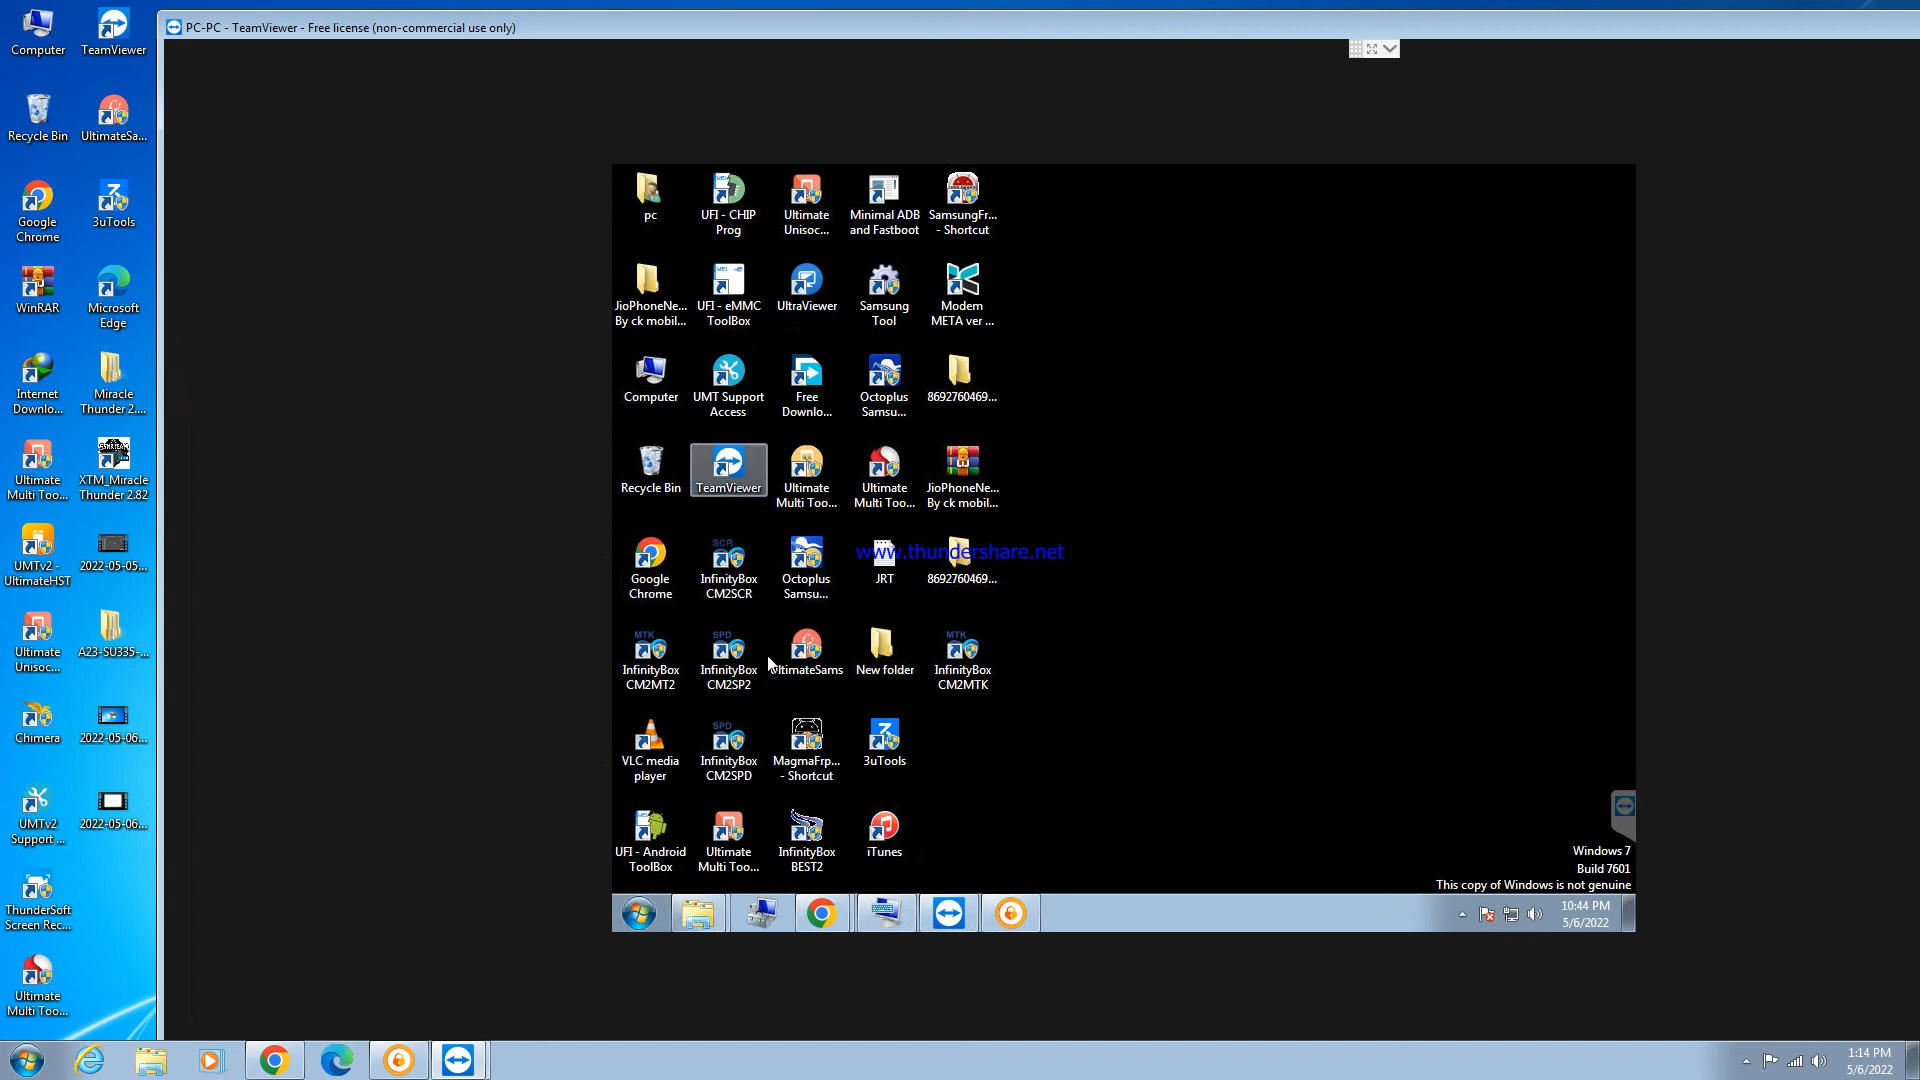 PC-PC - TeamViewer - Free license (non-commercial use only)
Computer
TeamViewer
Recycle Bin
UltimateSa...
Google
Chrome
3uTools
WinRAR
Microsoft
Edge
Internet
Downlo...
Miracle
Thunder 2....
Ultimate
Multi Too...
XTM_Miracle
Thunder 2.82
UMTv2 -
UltimateHST
2022-05-05...
Ultimate
Unisoc...
A23-SU335-...
Chimera
2022-05-06...
UMTv2
Support ...
2022-05-06...
ThunderSoft
Screen Rec...
Ultimate
Multi Too...
pc
UFI - CHIP
Prog
Ultimate
Unisoc...
Minimal ADB
and Fastboot
SamsungFr...
- Shortcut
JioPhoneNe...
By ck mobil...
UFI - eMMC
ToolBox
UltraViewer
Samsung
Tool
Modem
META ver ...
Computer
UMT Support
Access
Free
Downlo...
Octoplus
Samsu...
8692760469...
Recycle Bin
TeamViewer
Ultimate
Multi Too...
Ultimate
Multi Too...
JioPhoneNe...
By ck mobil...
www.thundershare.net
Google
Chrome
SCR
InfinityBox
CM2SCR
Octoplus
Samsu...
JRT
8692760469...
MTK
InfinityBox
CM2MT2
SPD
InfinityBox
CM2SP2
UltimateSams
New folder
MTK
InfinityBox
CM2MTK
VLC media
player
SPD
InfinityBox
CM2SPD
MagmaFrp...
- Shortcut
3uTools
UFI - Android
ToolBox
Ultimate
Multi Too...
InfinityBox
BEST2
iTunes
Windows 7
Build 7601
This copy of Windows is not genuine
10:44 PM
5/6/2022
1:14 PM
5/6/2022